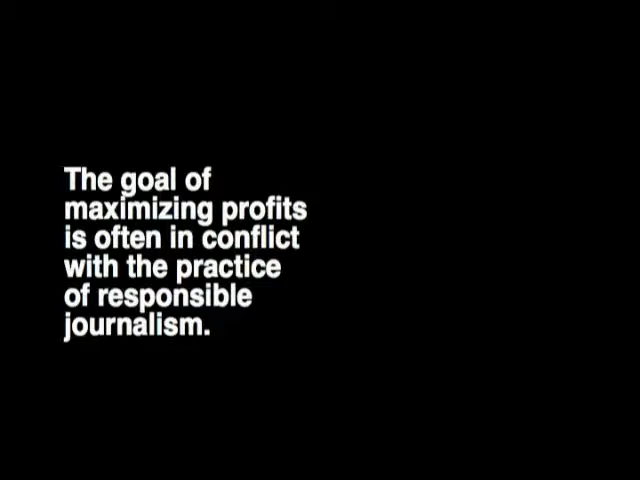 The goal of
maximizing profits
is often in conflict
with the practice
of responsible
journalism.